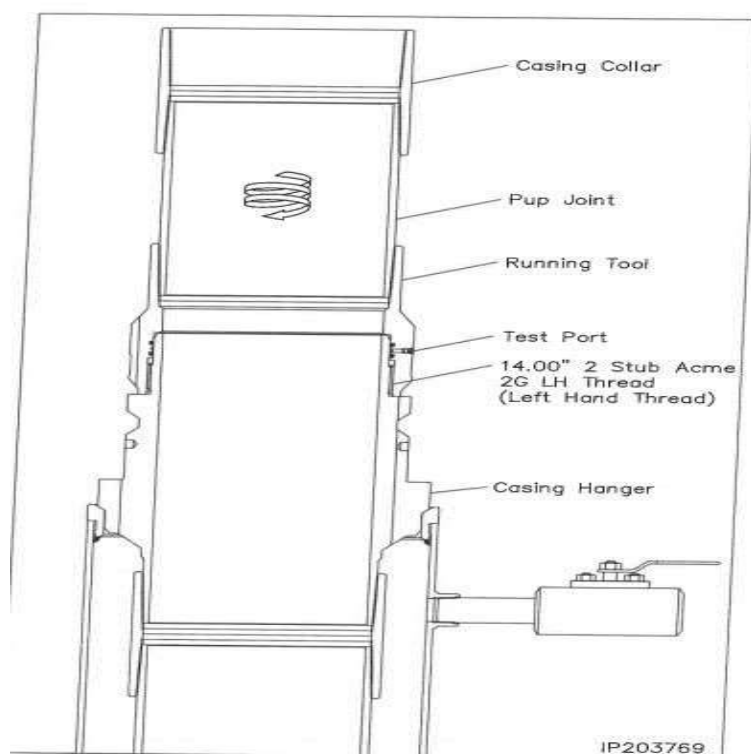 Casing Collar
Pup Joint
Running Tool
Test Port
14.00" 2 Stub Acme
2G LH Thread
(Left Hand Thread)
Casing Hanger
IP203769